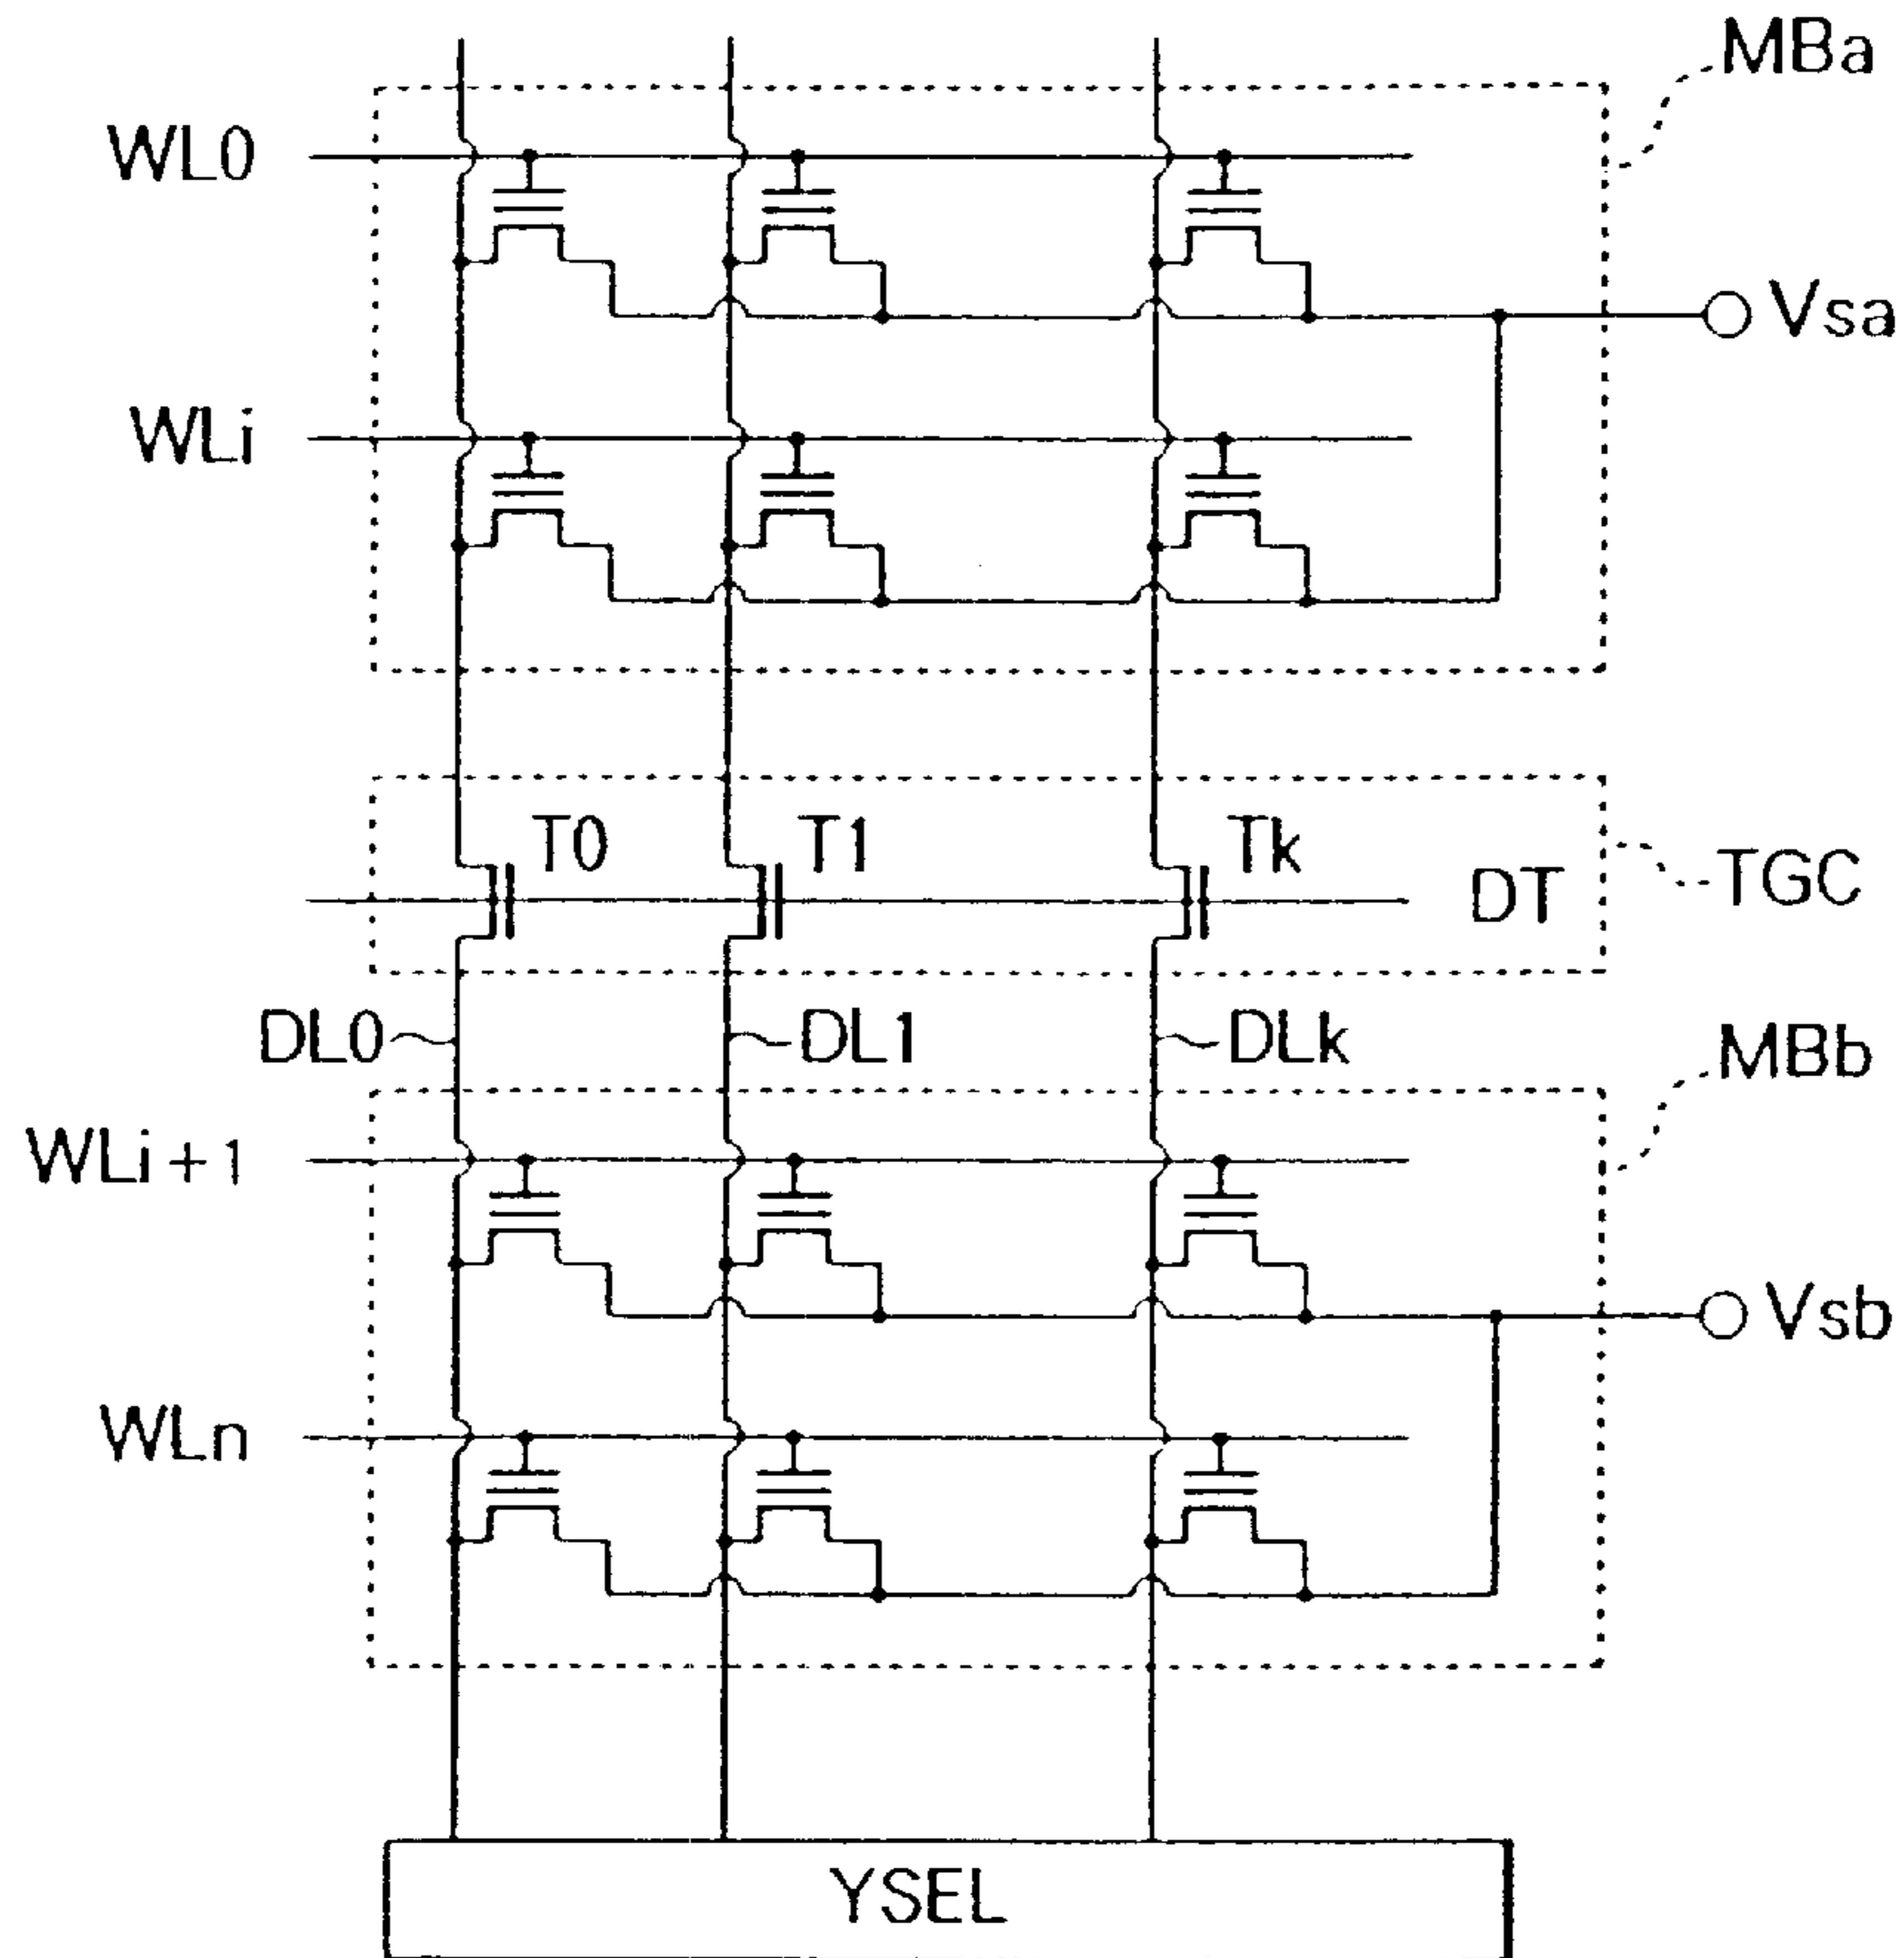 MBa
WL0
Vsa
WLi
T0
T1
Tk
DT
TGC
DL0
DL1
DLk
MBb
WLi+1
Vsb
WLn
YSEL